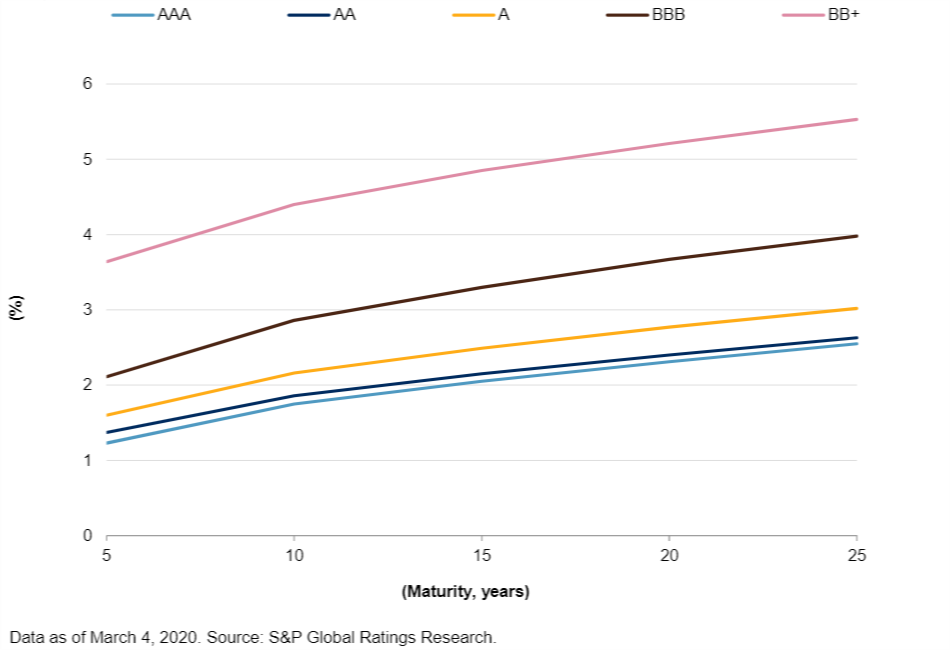 AAA AA A BBB BB+
6
5
4
3
2
1
0
(%)
5 10 15 20 25
(Maturity, years)
Data as of March 4, 2020. Source: S&P Global Ratings Research.